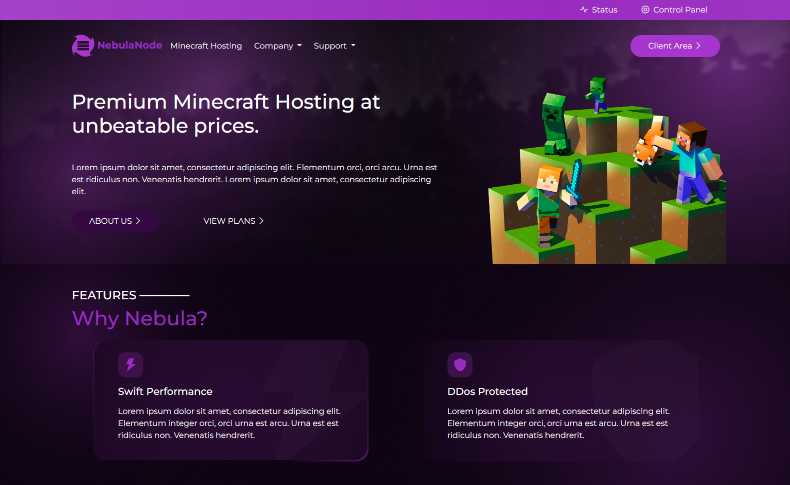 Status
Control Panel
NebulaNode
Minecraft Hosting
Company
Support
Client Area
Premium Minecraft Hosting at
unbeatable prices.
Lorem ipsum dolor sit amet, consectetur adipiscing elit. Elementum orci, orci arcu. Urna est
est ridiculus non. Venenatis hendrerit. Lorem ipsum dolor sit amet, consectetur adipiscing
elit.
ABOUT US
VIEW PLANS
FEATURES
Why Nebula?
Swift Performance
Lorem ipsum dolor sit amet, consectetur adipiscing elit.
Elementum integer orci, orci urna est arcu. Urna est est
ridiculus non. Venenatis hendrerit.
DDos Protected
Lorem ipsum dolor sit amet, consectetur adipiscing elit.
Elementum integer orci, orci urna est arcu. Urna est est
ridiculus non. Venenatis hendrerit.